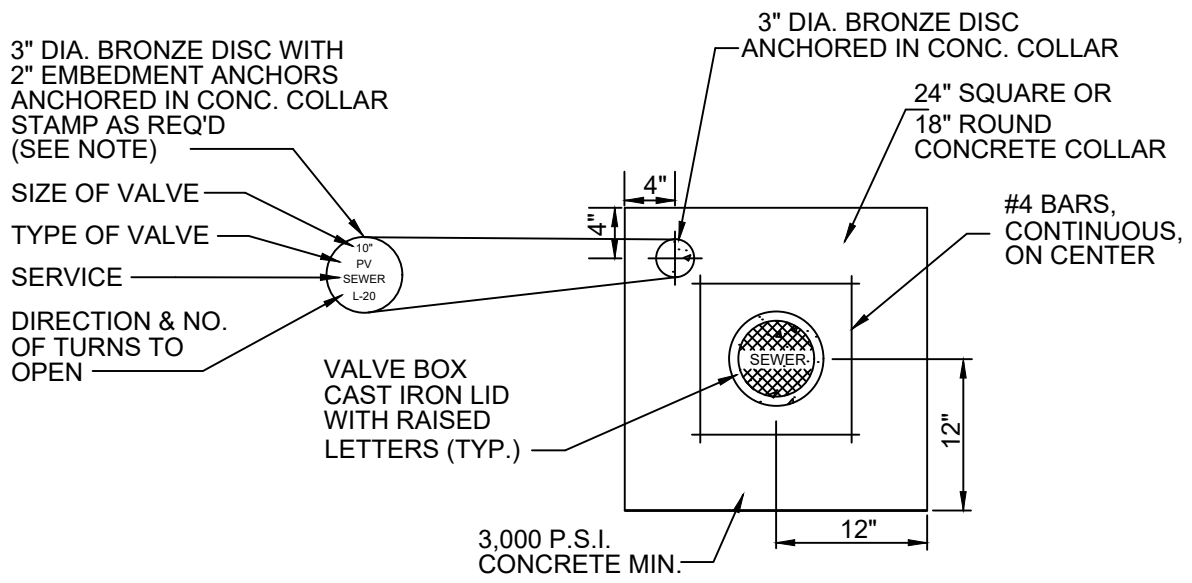 3" DIA. BRONZE DISC WITH
2" EMBEDMENT ANCHORS
ANCHORED IN CONC. COLLAR
STAMP AS REQ'D
(SEE NOTE)
SIZE OF VALVE
TYPE OF VALVE
SERVICE
DIRECTION & NO.
OF TURNS TO
OPEN
10"
PV
SEWER
L-20
3" DIA. BRONZE DISC
ANCHORED IN CONC. COLLAR
24" SQUARE OR
18" ROUND
CONCRETE COLLAR
4"
4"
#4 BARS,
CONTINUOUS,
ON CENTER
SEWER
VALVE BOX
CAST IRON LID
WITH RAISED
LETTERS (TYP.)
12"
12"
3,000 P.S.I.
CONCRETE MIN.